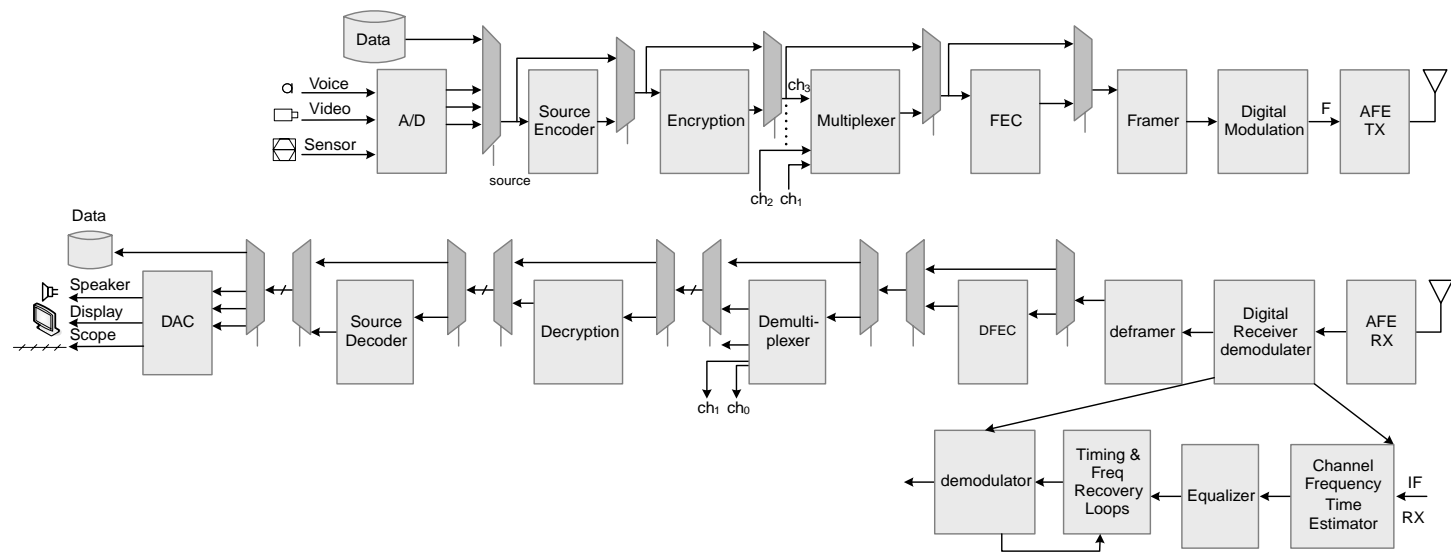 Data
Voice
Video
Sensor
A/D
source
Source
Encoder
Encryption
ch3
ch2
ch1
Multiplexer
FEC
Framer
Digital
Modulation
F
AFE
TX
Data
Speaker
Display
Scope
DAC
Source
Decoder
Decryption
Demulti-
plexer
ch1
ch0
DFEC
deframer
Digital
Receiver
demodulater
AFE
RX
demodulator
Timing &
Freq
Recovery
Loops
Equalizer
Channel
Frequency
Time
Estimator
IF
RX